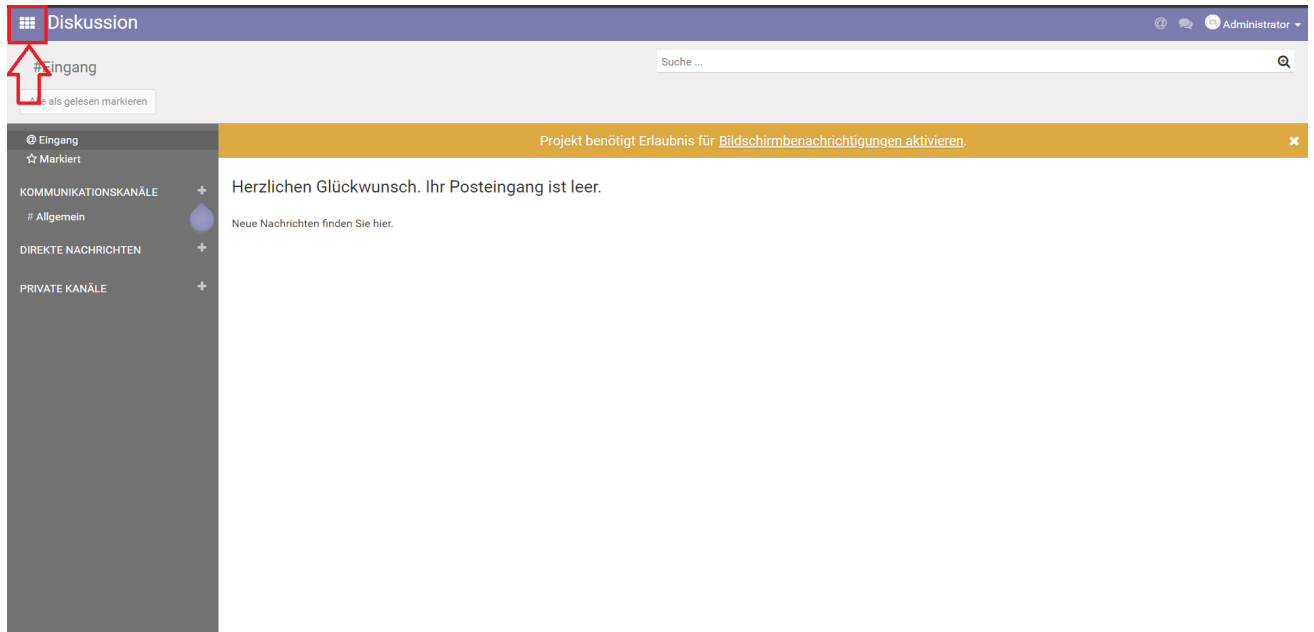 Diskussion
@ Administrator
#Eingang
Suche ...
Alle als gelesen markieren
@ Eingang
Markiert
Projekt benötigt Erlaubnis für Bildschirmbenachrichtigungen aktivieren.
KOMMUNIKATIONSKANÄLE +
# Allgemein
DIREKTE NACHRICHTEN +
PRIVATE KANÄLE +
Herzlichen Glückwunsch. Ihr Posteingang ist leer.
Neue Nachrichten finden Sie hier.